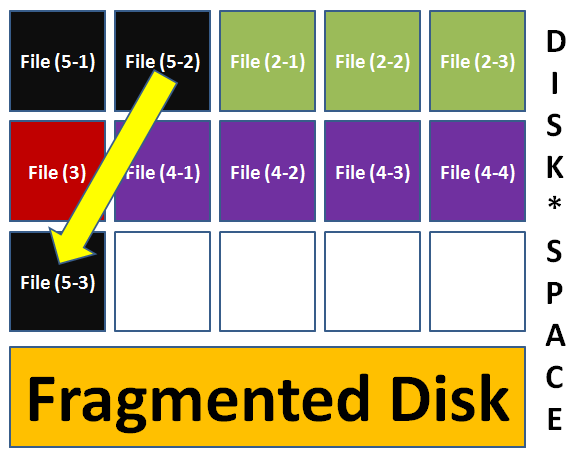 File (5-1) File (5-2) File (2-1) File (2-2) File (2-3)
File (3) File (4-1) File (4-2) File (4-3) File (4-4)
File (5-3)
Fragmented Disk
D
I
S
K
*
S
P
A
C
E